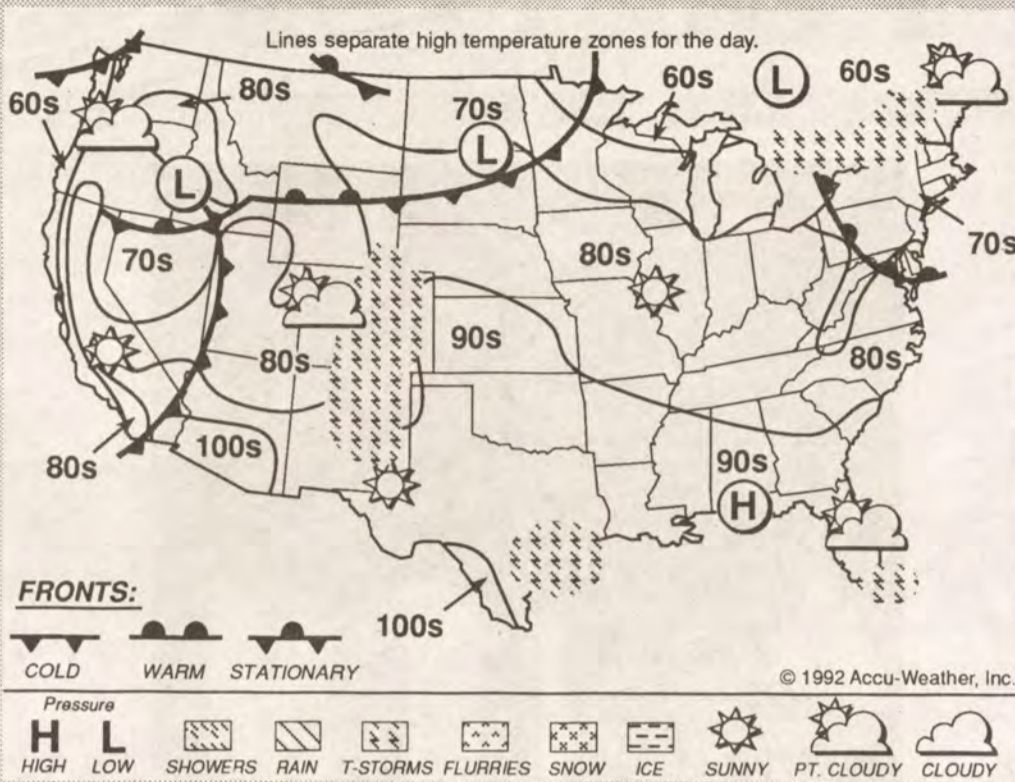 Lines separate high temperature zones for the day.
60s
80s
70s
60s
60s
L
L
L
70s
70s
80s
80s
90s
80s
80s
100s
90s
H
100s
FRONTS:
COLD WARM STATIONARY
© 1992 Accu-Weather, Inc.
Pressure
H L
HIGH LOW SHOWERS RAIN T-STORMS FLURRIES SNOW ICE SUNNY PT. CLOUDY CLOUDY